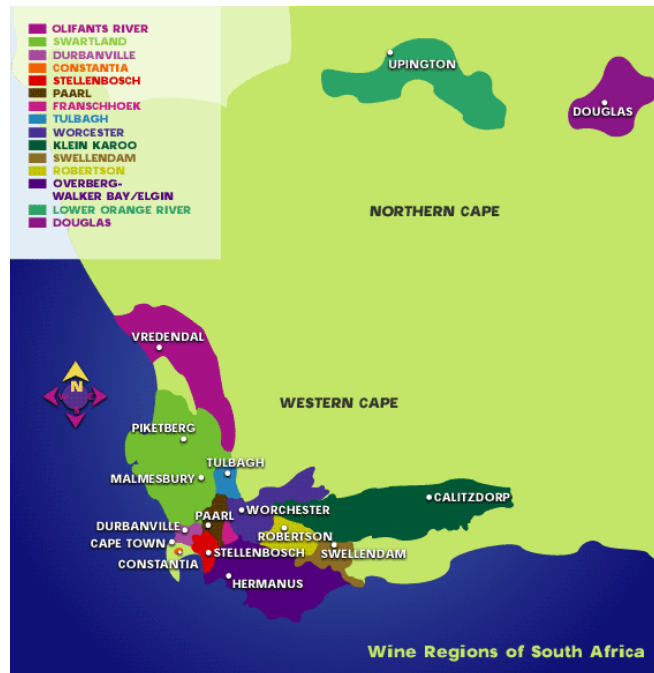 OLIFANTS RIVER
SWARTLAND
DURBANVILLE
CONSTANTIA
STELLENBOSCH
PAARL
FRANSCHHOEK
TULBAGH
WORCESTER
KLEIN KAROO
SWELLENDAM
ROBERTSON
OVERBERG-
WALKER BAY/ELGIN
LOWER ORANGE RIVER
DOUGLAS
UPINGTON
DOUGLAS
NORTHERN CAPE
VREDENDAL
N
W E
S
WESTERN CAPE
PIKETBERG
TULBAGH
MALMESBURY
CALITZDORP
WORCHESTER
PAARL
DURBANVILLE
ROBERTSON
CAPE TOWN
STELLENBOSCH
SWELLENDAM
CONSTANTIA
HERMANUS
Wine Regions of South Africa